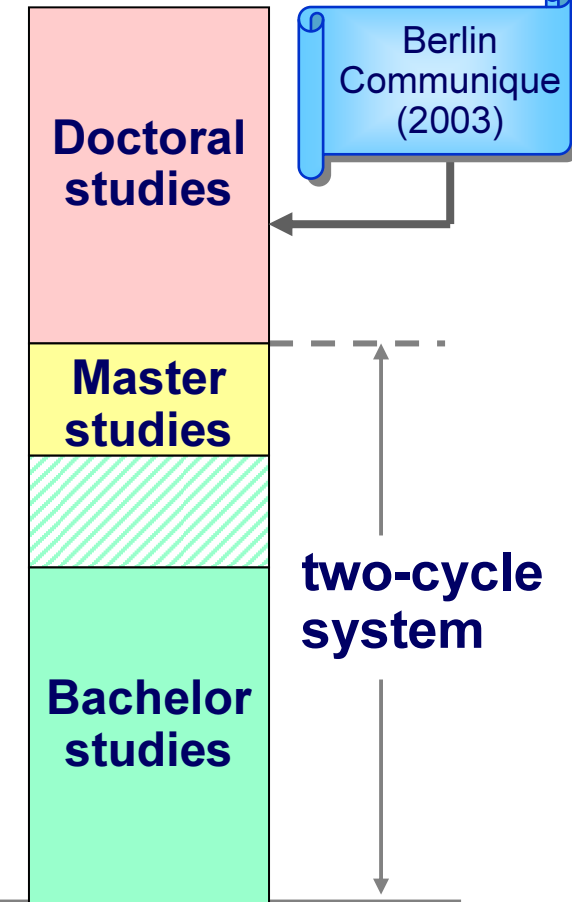 Berlin
Communique
(2003)
Doctoral
studies
Master
studies
two-cycle
system
Bachelor
studies